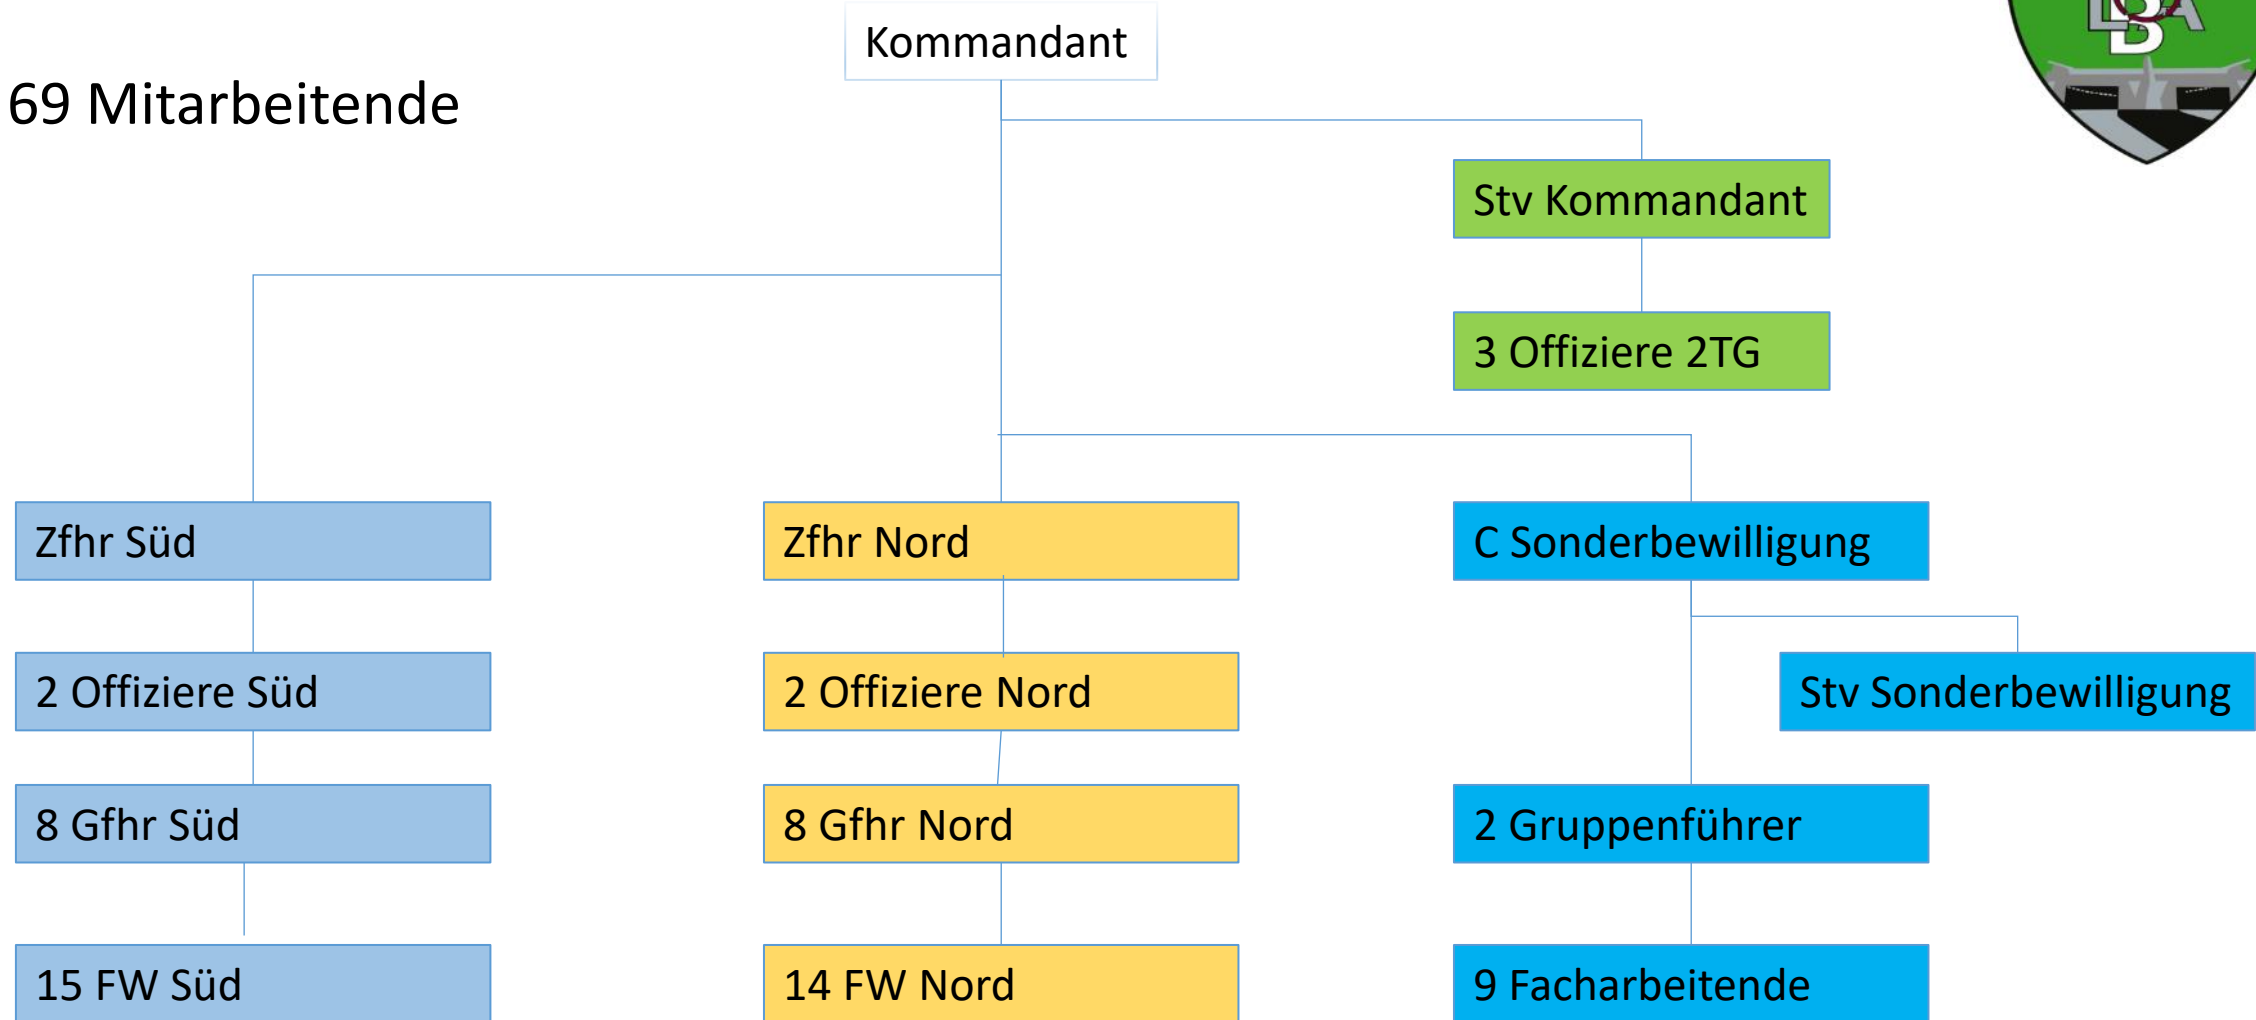 Kommandant
69 Mitarbeitende
Stv Kommandant
3 Offiziere 2TG
Zfhr Süd
Zfhr Nord
C Sonderbewilligung
2 Offiziere Süd
2 Offiziere Nord
Stv Sonderbewilligung
8 Gfhr Süd
8 Gfhr Nord
2 Gruppenführer
15 FW Süd
14 FW Nord
9 Facharbeitende